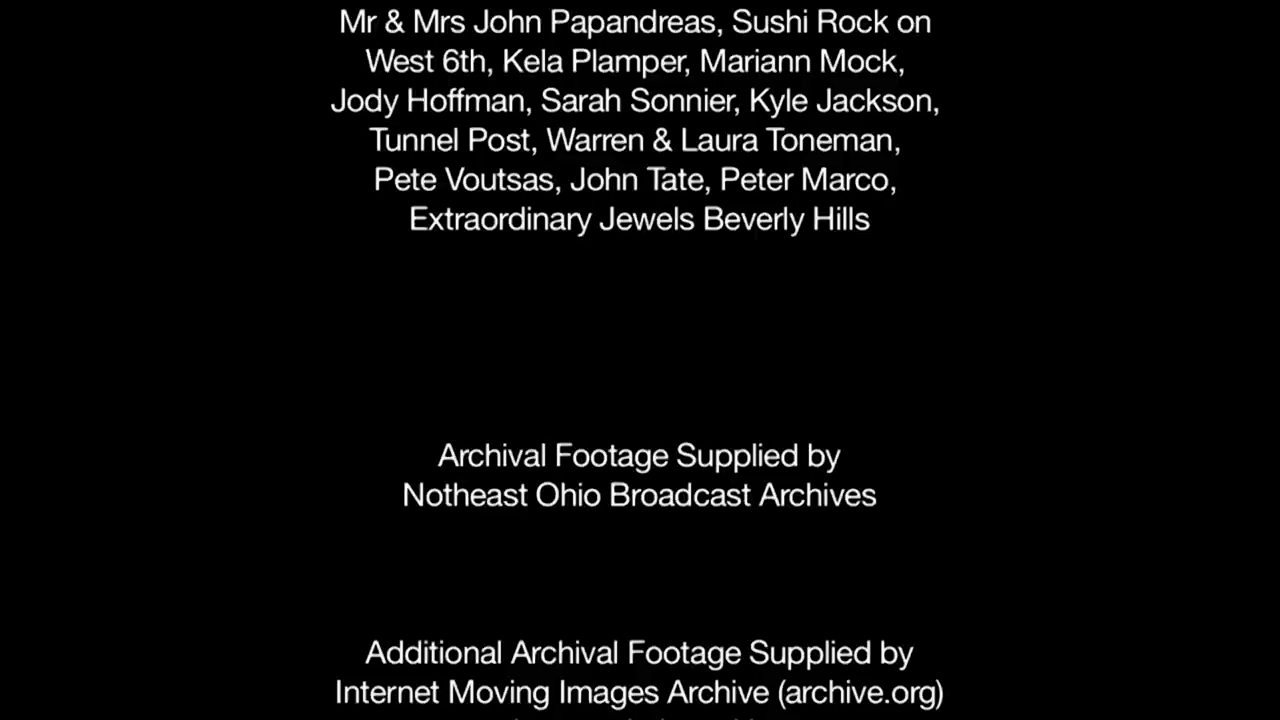 Mr & Mrs John Papandreas, Sushi Rock on
West 6th, Kela Plamper, Mariann Mock,
Jody Hoffman, Sarah Sonnier, Kyle Jackson,
Tunnel Post, Warren & Laura Toneman,
Pete Voutsas, John Tate, Peter Marco,
Extraordinary Jewels Beverly Hills
Archival Footage Supplied by
Notheast Ohio Broadcast Archives
Additional Archival Footage Supplied by
Internet Moving Images Archive (archive.org)